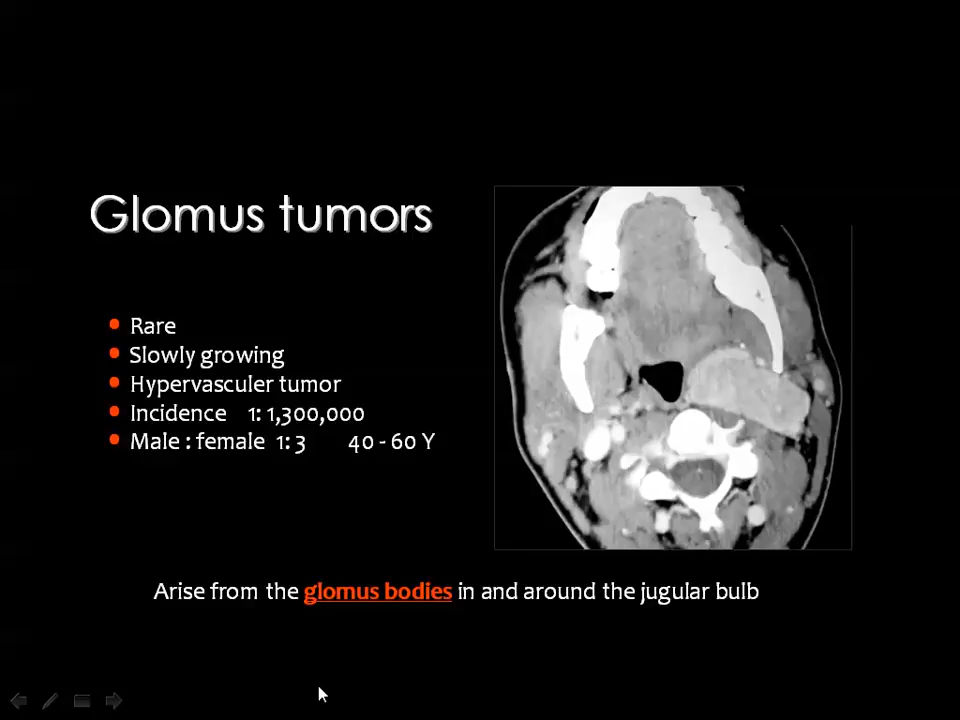 Glomus tumors
• Rare
• Slowly growing
• Hypervasculer tumor
• Incidence 1: 1,300,000
• Male : female 1: 3 40 - 60 Y
Arise from the glomus bodies in and around the jugular bulb